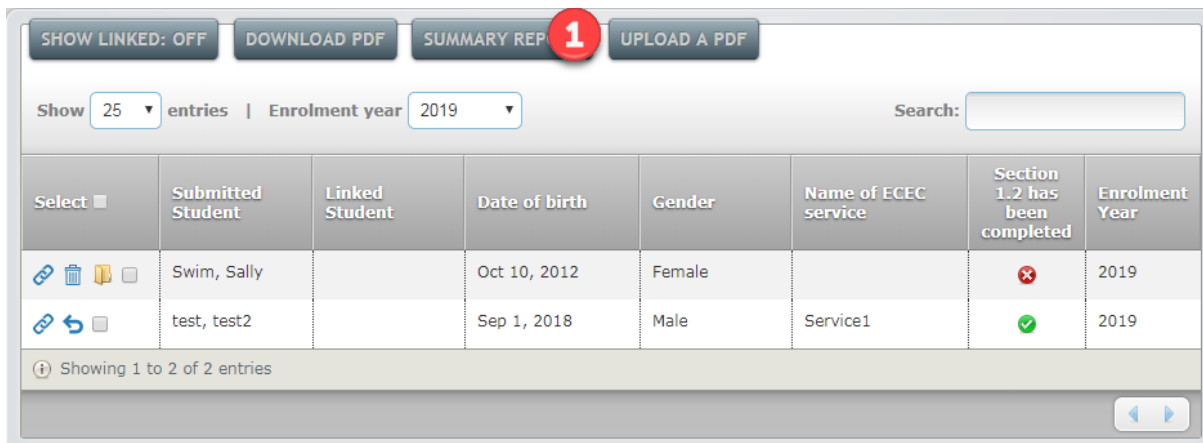 SHOW LINKED: OFF DOWNLOAD PDF SUMMARY 1 UPLOAD A PDF
Show 25 entries | Enrolment year 2019 Search:
Select Submitted Student Linked Student Date of birth Gender Name of ECEC service Section 1.2 has been completed Enrolment Year
Swim, Sally Oct 10, 2012 Female 2019
test, test2 Sep 1, 2018 Male Service1 2019
Showing 1 to 2 of 2 entries